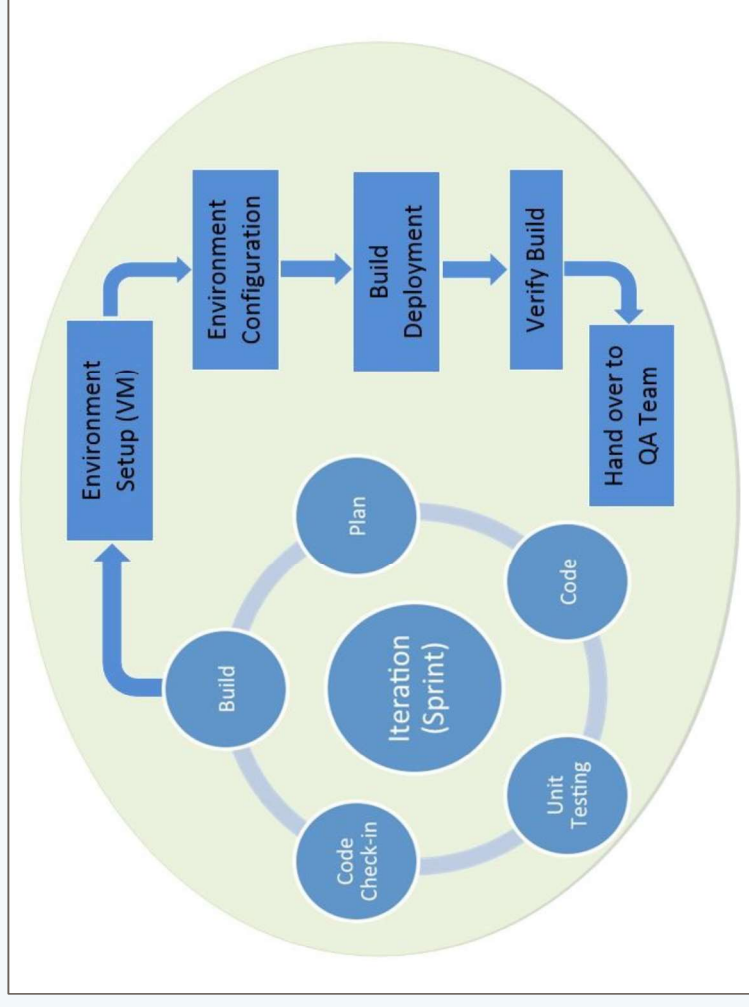 Build
Plan
Code
Unit
Testing
Code
Check-in
Iteration
(Sprint)
Environment
Setup (VM)
Environment
Configuration
Build
Deployment
Verify Build
Hand over to
QA Team